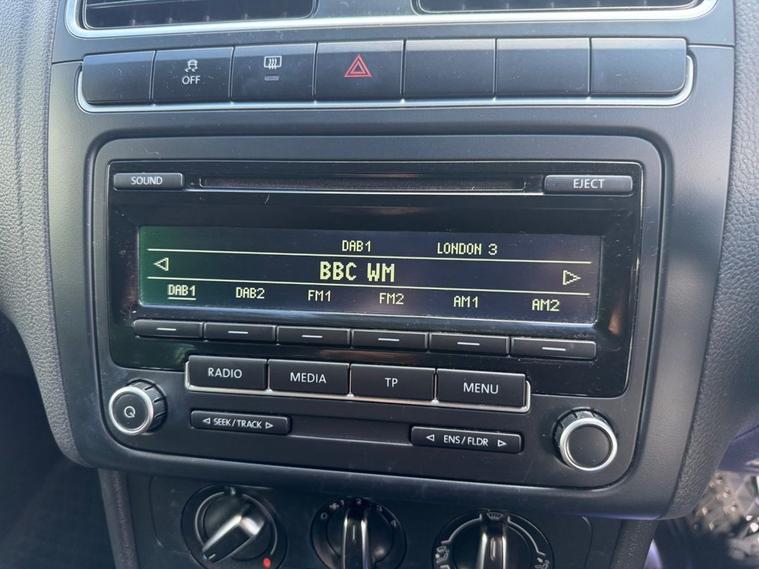 OFF
SOUND
EJECT
DAB1 LONDON 3
BBC WM
DAB1 DAB2 FM1 FM2 AM1 AM2
RADIO MEDIA TP MENU
SEEK / TRACK
ENS / FLDR